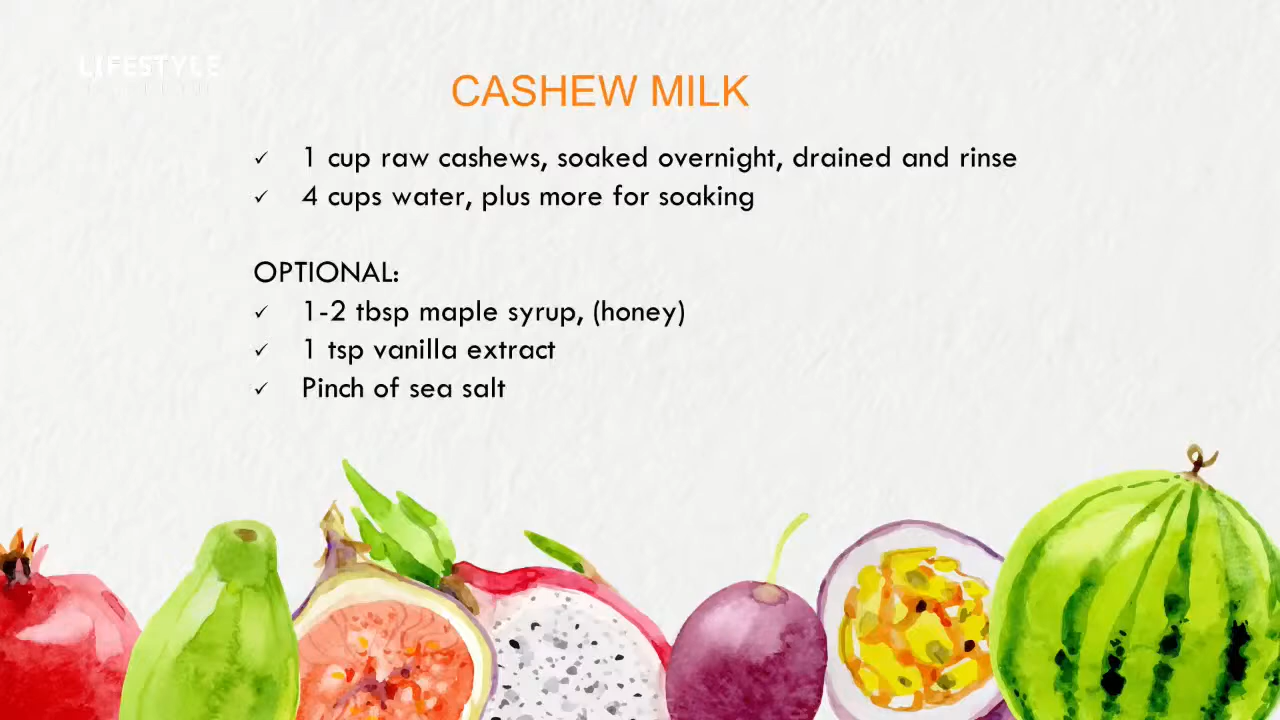 LIFESTYLE
CASHEW MILK
✓ 1 cup raw cashews, soaked overnight, drained and rinse
✓ 4 cups water, plus more for soaking
OPTIONAL:
✓ 1-2 tbsp maple syrup, (honey)
✓ 1 tsp vanilla extract
✓ Pinch of sea salt